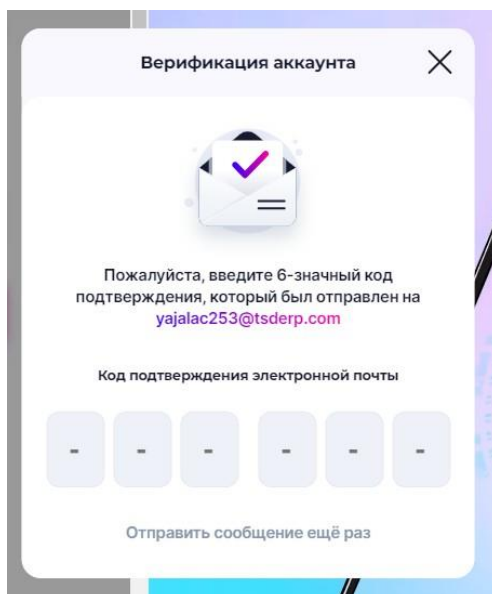 Верификация аккаунта
Пожалуйста, введите 6-значный код
подтверждения, который был отправлен на
yajalac253@tsderp.com
Код подтверждения электронной почты
- - - - - -
Отправить сообщение ещё раз